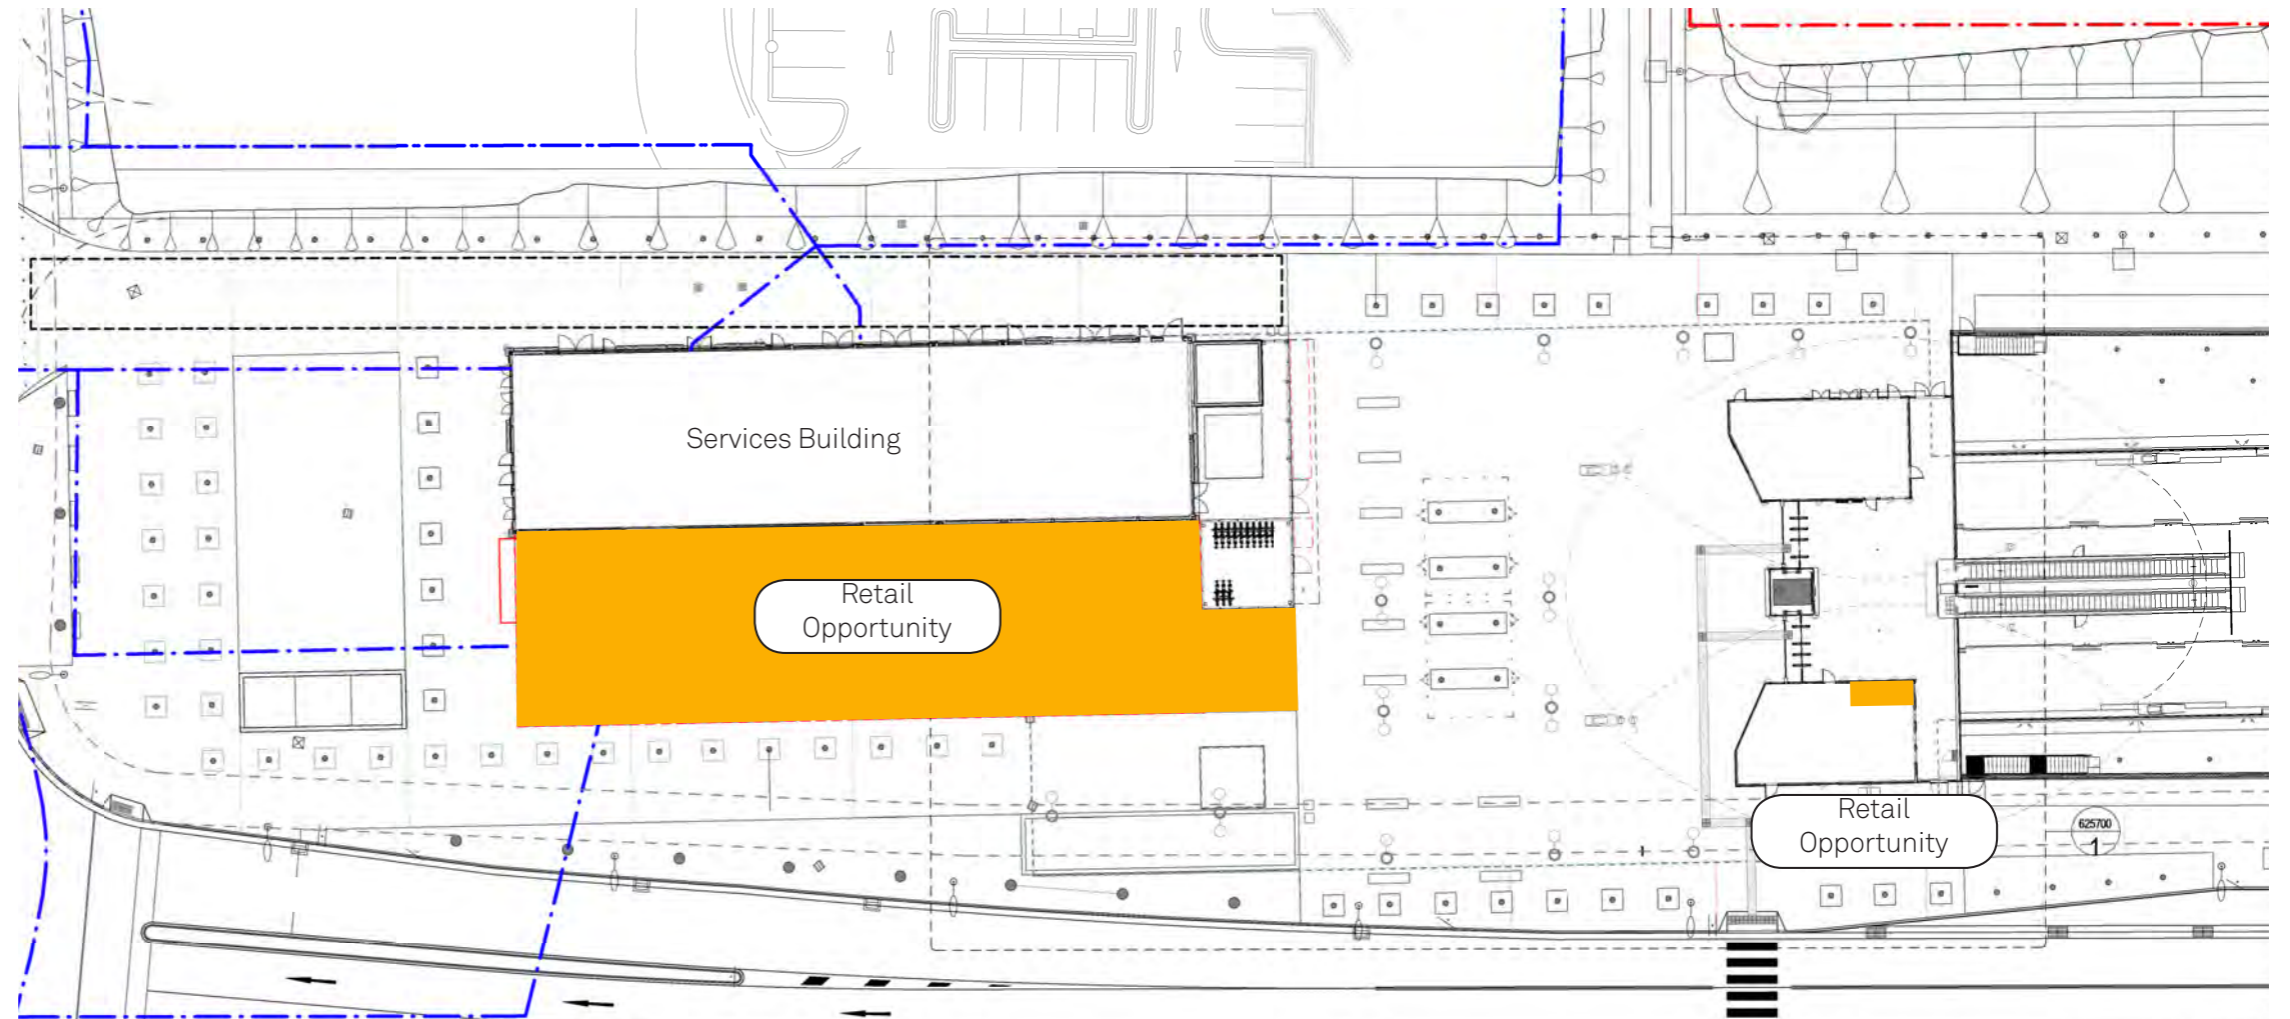 Services Building
Retail
Opportunity
Retail
Opportunity
625700
1